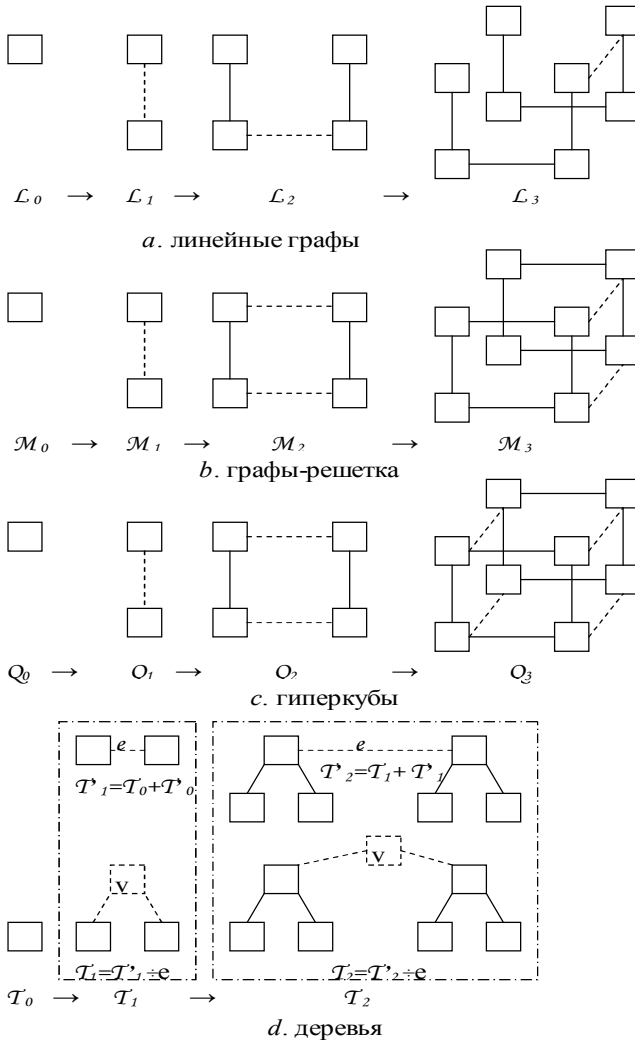 ℒ₀ → ℒ₁ → ℒ₂ → ℒ₃
a. линейные графы
ℳ₀ → ℳ₁ → ℳ₂ → ℳ₃
b. графы-решетка
Q₀ → Q₁ → Q₂ → Q₃
c. гиперкубы
e e
𝒯'₁=𝒯₀+𝒯'₀ 𝒯'₂=𝒯₁+𝒯'₁
v v
𝒯₁=𝒯'₁÷e 𝒯₂=𝒯'₂÷e
𝒯₀ → 𝒯₁ → 𝒯₂
d. деревья